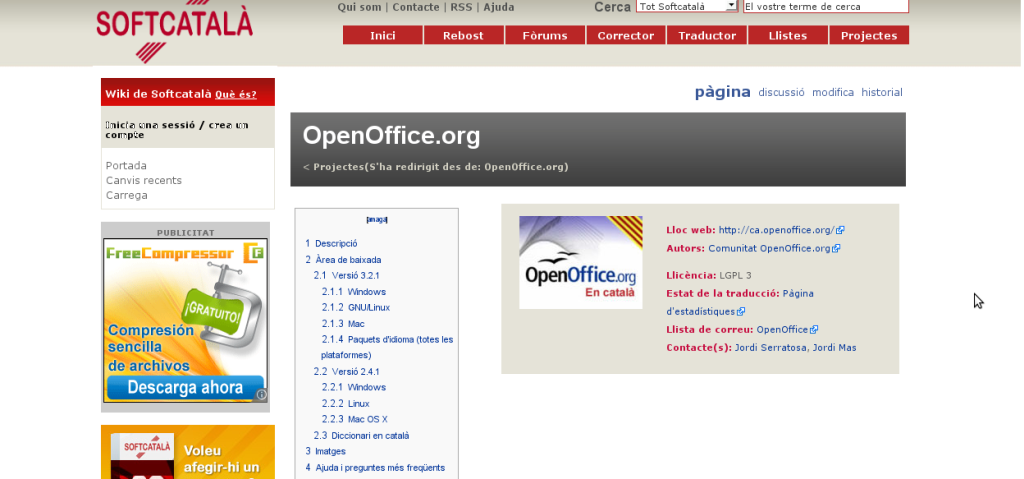 SOFTCATALÀ
Qui som | Contacte | RSS | Ajuda
Cerca
Tot Softcatalà
El vostre terme de cerca
Inici
Rebost
Fòrums
Corrector
Traductor
Llistes
Projectes
Wiki de Softcatalà Què és?
Inicia una sessió / crea un
compte
Portada
Canvis recents
Carrega
PUBLICITAT
FreeCompressor
¡GRATUITO!
Compresión
sencilla
de archivos
Descarga ahora
SOFTCATALÀ
Voleu
afegir-hi un
pàgina discussió modifica historial
OpenOffice.org
< Projectes(S'ha redirigit des de: OpenOffice.org)
[amaga]
1 Descripció
2 Àrea de baixada
2.1 Versió 3.2.1
2.1.1 Windows
2.1.2 GNU/Linux
2.1.3 Mac
2.1.4 Paquets d'idioma (totes les
plataformes)
2.2 Versió 2.4.1
2.2.1 Windows
2.2.2 Linux
2.2.3 Mac OS X
2.3 Diccionari en català
3 Imatges
4 Ajuda i preguntes més freqüents
OpenOffice.org
En català
Lloc web: http://ca.openoffice.org/
Autors: Comunitat OpenOffice.org
Llicència: LGPL 3
Estat de la traducció: Pàgina
d'estadístiques
Llista de correu: OpenOffice
Contacte(s): Jordi Serratosa, Jordi Mas